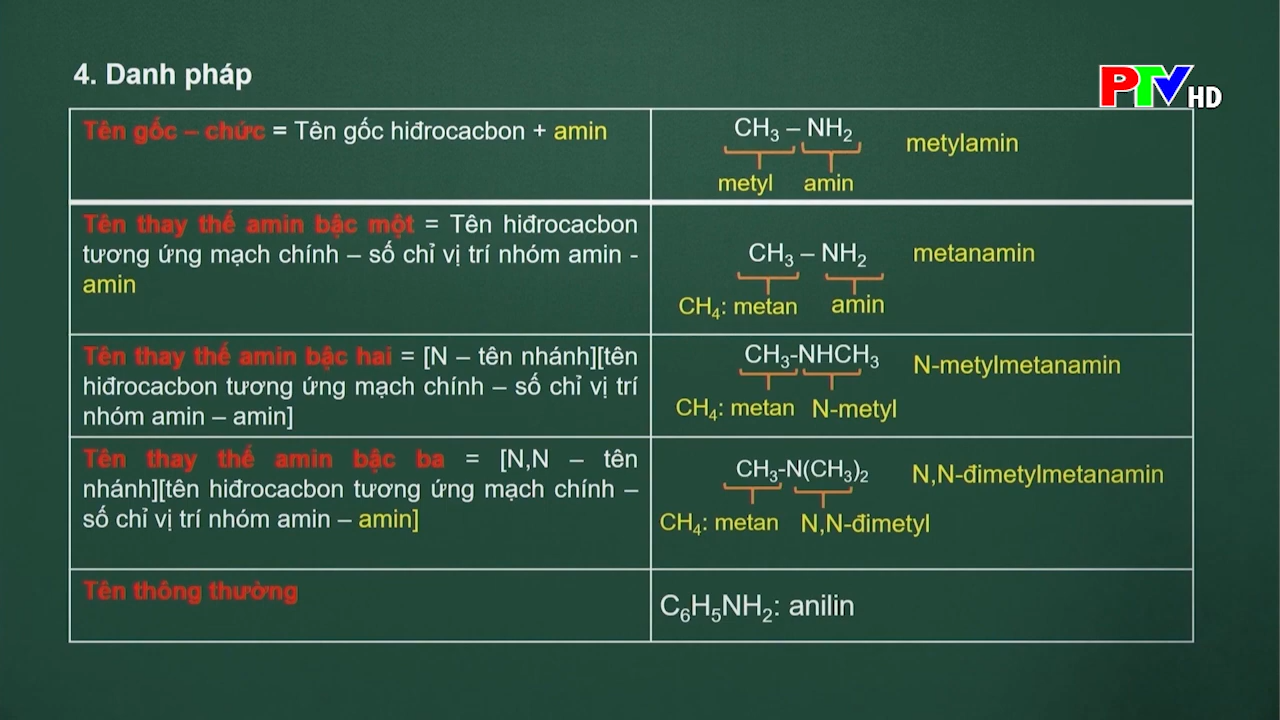 4. Danh pháp
PTV HD
Tên gốc – chức = Tên gốc hiđrocacbon + amin
CH₃ – NH₂
metylamin
metyl amin
Tên thay thế amin bậc một = Tên hiđrocacbon
tương ứng mạch chính – số chỉ vị trí nhóm amin -
amin
CH₃ – NH₂
metanamin
CH₄: metan amin
Tên thay thế amin bậc hai = [N – tên nhánh][tên
hiđrocacbon tương ứng mạch chính – số chỉ vị trí
nhóm amin – amin]
CH₃-NHCH₃
N-metylmetanamin
CH₄: metan N-metyl
Tên thay thế amin bậc ba = [N,N – tên
nhánh][tên hiđrocacbon tương ứng mạch chính –
số chỉ vị trí nhóm amin – amin]
CH₃-N(CH₃)₂
N,N-đimetylmetanamin
CH₄: metan N,N-đimetyl
Tên thông thường
C₆H₅NH₂: anilin